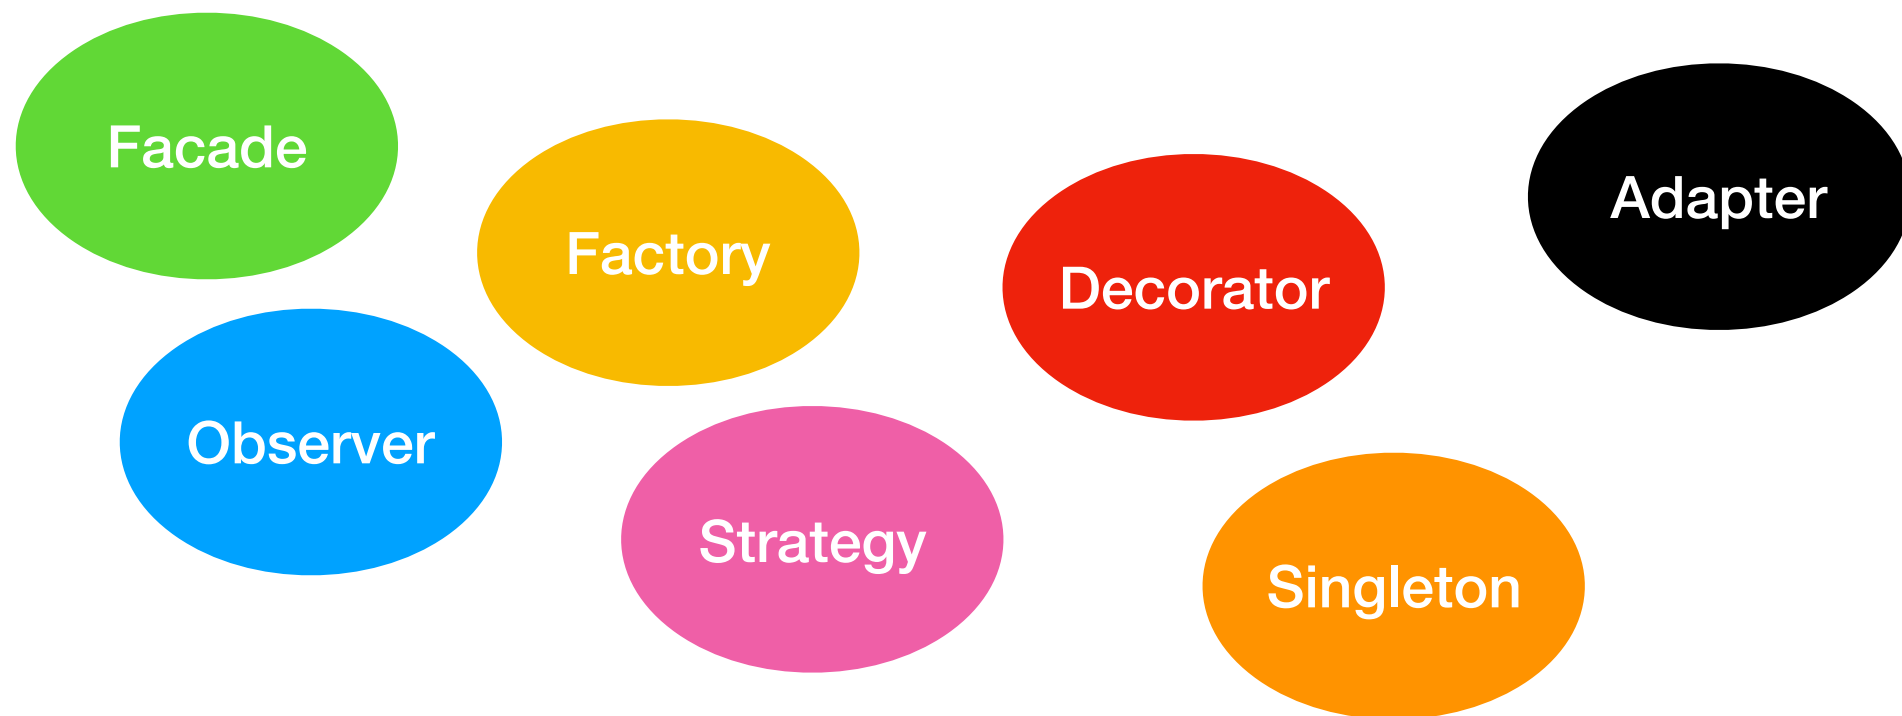 Facade
Factory
Decorator
Adapter
Observer
Strategy
Singleton